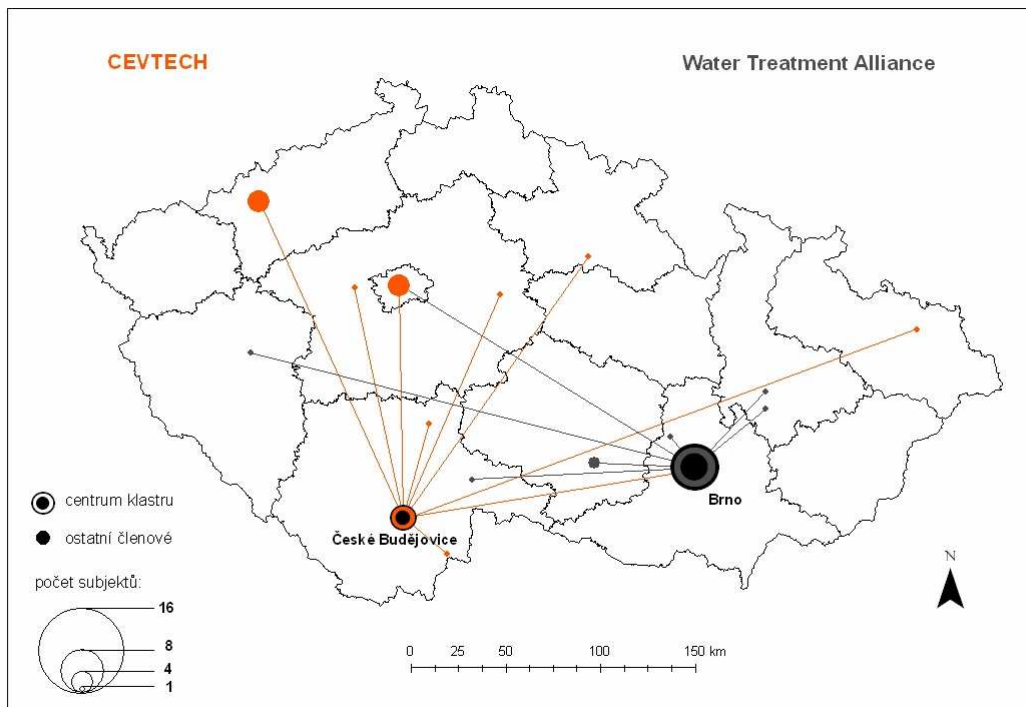 CEVTECH
Water Treatment Alliance
Brno
České Budějovice
centrum klastru
ostatní členové
počet subjektů:
16
8
4
1
0 25 50 100 150 km
N